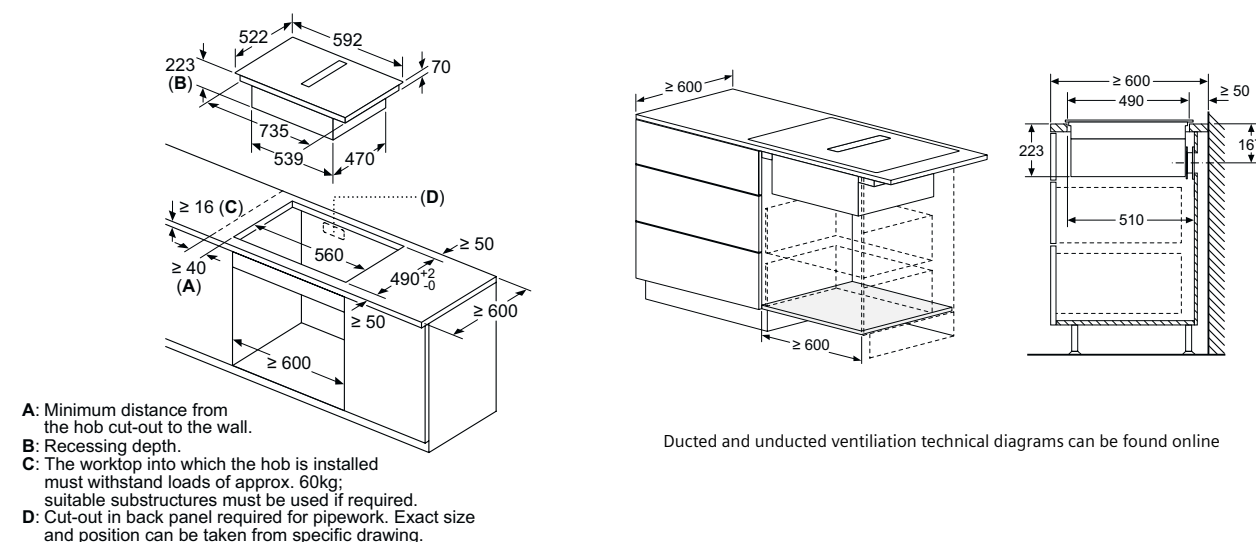 522
592
223
(B)
70
735
539
470
≥ 16 (C)
(D)
≥ 50
560
≥ 40
(A)
490 +2 -0
≥ 50
≥ 600
≥ 600
A: Minimum distance from
the hob cut-out to the wall.
B: Recessing depth.
C: The worktop into which the hob is installed
must withstand loads of approx. 60kg;
suitable substructures must be used if required.
D: Cut-out in back panel required for pipework. Exact size
and position can be taken from specific drawing.
≥ 600
≥ 600
≥ 600
490
≥ 50
223
510
Ducted and unducted ventiliation technical diagrams can be found online